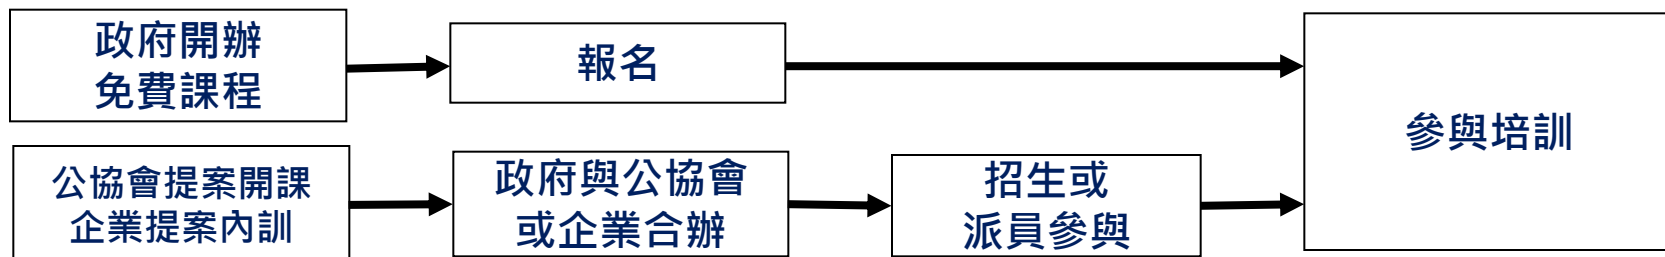 政府開辦
免費課程
報名
參與培訓
公協會提案開課
企業提案內訓
政府與公協會
或企業合辦
招生或
派員參與